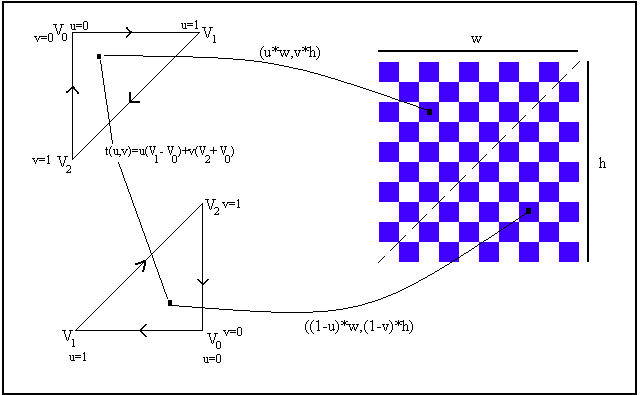 u=0
u=1
v=0 V0
V1
(u*w,v*h)
w
v=1 V2
t(u,v)=u(V1- V0)+v(V2+ V0)
h
V2 v=1
((1-u)*w,(1-v)*h)
V1
V0 v=0
u=1
u=0